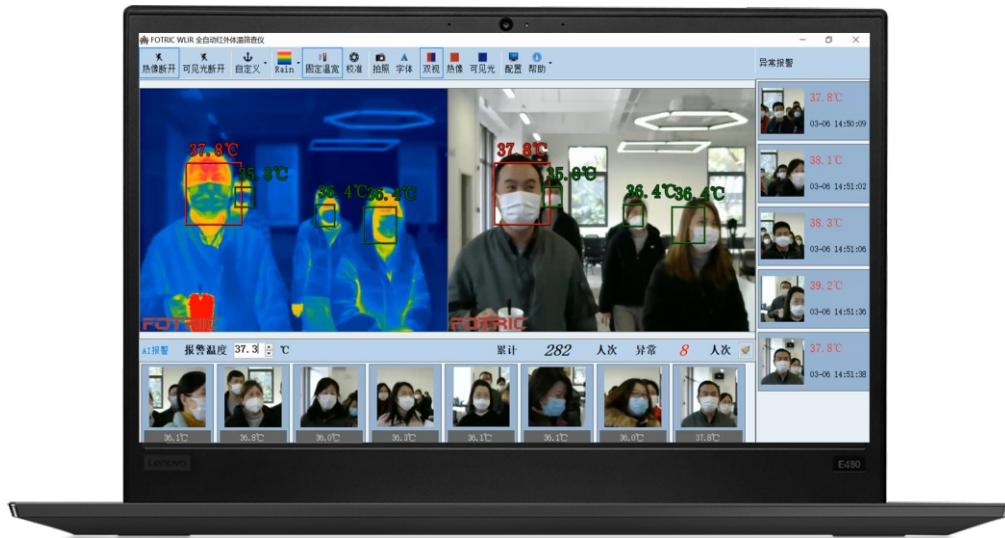 FOTRIC WLIR 全自动红外体温筛查仪
热像断开 可见光断开 自定义 Rain 固定温宽 校准 拍照 字体 双视 热像 可见光 配置 帮助
异常报警
37.8℃
03-06 14:50:09
38.1℃
03-06 14:51:02
38.3℃
03-06 14:51:06
39.2℃
03-06 14:51:36
37.8℃
03-06 14:51:38
37.8℃
35.8℃
36.4℃
36.4℃
FOTRIC
37.8℃
35.8℃
36.4℃
36.4℃
FOTRIC
AI报警 报警温度 37.3 ℃ 累计 282 人次 异常 8 人次
36.1℃ 36.8℃ 36.0℃ 36.3℃ 36.1℃ 36.1℃ 36.0℃ 37.8℃
Lenovo
E480